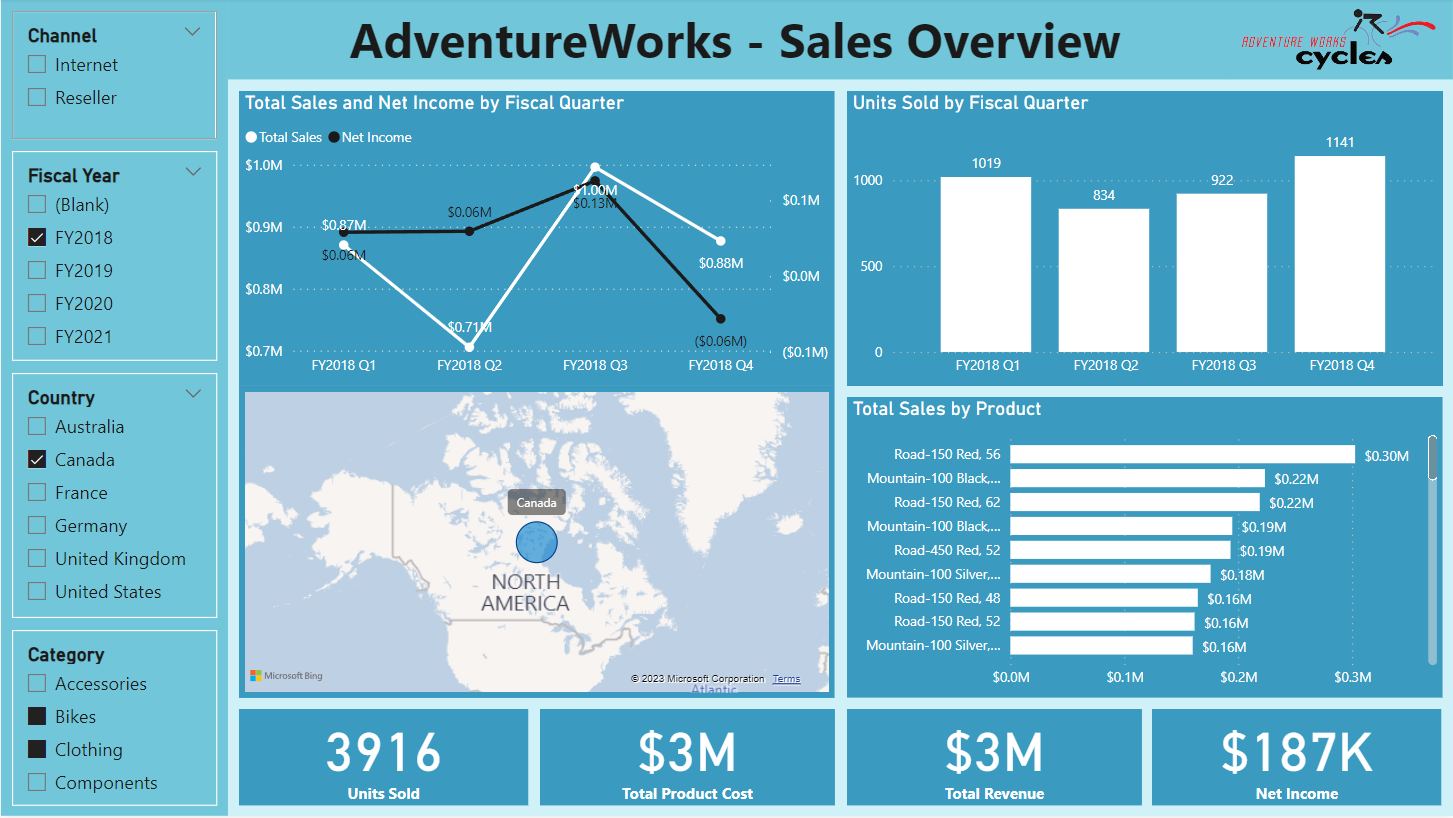 AdventureWorks - Sales Overview
ADVENTURE WORKS
cycles
Channel
Internet
Reseller
Fiscal Year
(Blank)
FY2018
FY2019
FY2020
FY2021
Country
Australia
Canada
France
Germany
United Kingdom
United States
Category
Accessories
Bikes
Clothing
Components
Total Sales and Net Income by Fiscal Quarter
Total Sales Net Income
$1.0M
$0.9M
$0.8M
$0.7M
$0.87M
$0.06M
$0.06M
$0.71M
$1.00M
$0.13M
$0.88M
($0.06M)
$0.1M
$0.0M
($0.1M)
FY2018 Q1 FY2018 Q2 FY2018 Q3 FY2018 Q4
Units Sold by Fiscal Quarter
1000
500
0
1019
834
922
1141
FY2018 Q1 FY2018 Q2 FY2018 Q3 FY2018 Q4
Canada
NORTH
AMERICA
Microsoft Bing
© 2023 Microsoft Corporation Terms
Atlantic
Total Sales by Product
Road-150 Red, 56 $0.30M
Mountain-100 Black,... $0.22M
Road-150 Red, 62 $0.22M
Mountain-100 Black,... $0.19M
Road-450 Red, 52 $0.19M
Mountain-100 Silver,... $0.18M
Road-150 Red, 48 $0.16M
Road-150 Red, 52 $0.16M
Mountain-100 Silver,... $0.16M
$0.0M $0.1M $0.2M $0.3M
3916
Units Sold
$3M
Total Product Cost
$3M
Total Revenue
$187K
Net Income